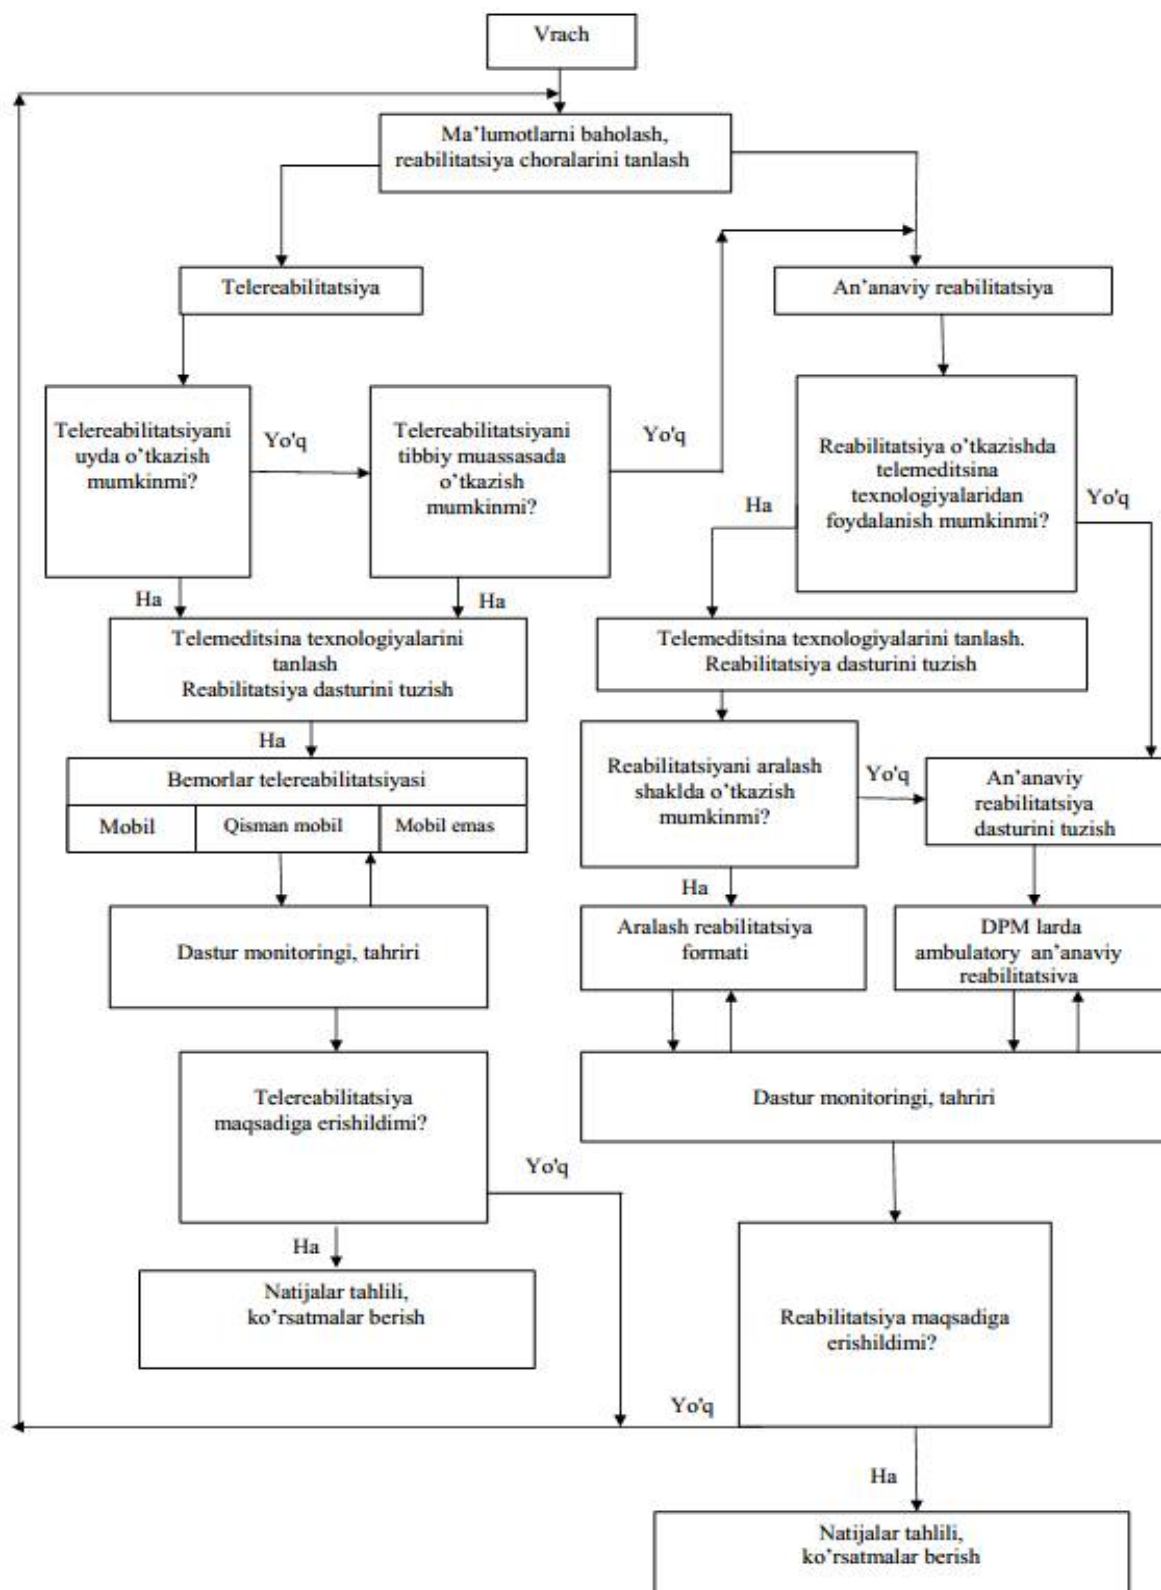 Vrach
Ma’lumotlarni baholash,
reabilitatsiya choralarini tanlash
Telereabilitatsiya
An’anaviy reabilitatsiya
Telereabilitatsiyani
uyda o’tkazish
mumkinmi?
Yo'q
Telereabilitatsiyani
tibbiy muassasada
o’tkazish
mumkinmi?
Yo'q
Reabilitatsiya o’tkazishda
telemeditsina
texnologiyalaridan
foydalanish mumkinmi?
Ha
Yo'q
Ha
Ha
Telemeditsina texnologiyalarini
tanlash
Reabilitatsiya dasturini tuzish
Telemeditsina texnologiyalarini tanlash.
Reabilitatsiya dasturini tuzish
Ha
Bemorlar telereabilitatsiyasi
Mobil
Qisman mobil
Mobil emas
Reabilitatsiyani aralash
shaklda o’tkazish
mumkinmi?
Yo'q
An’anaviy
reabilitatsiya
dasturini tuzish
Ha
Dastur monitoringi, tahriri
Aralash reabilitatsiya
formati
DPM larda
ambulatory an’anaviy
reabilitatsiva
Telereabilitatsiya
maqsadiga erishildimi?
Dastur monitoringi, tahriri
Yo'q
Ha
Natijalar tahlili,
ko’rsatmalar berish
Reabilitatsiya maqsadiga
erishildimi?
Yo'q
Ha
Natijalar tahlili,
ko’rsatmalar berish